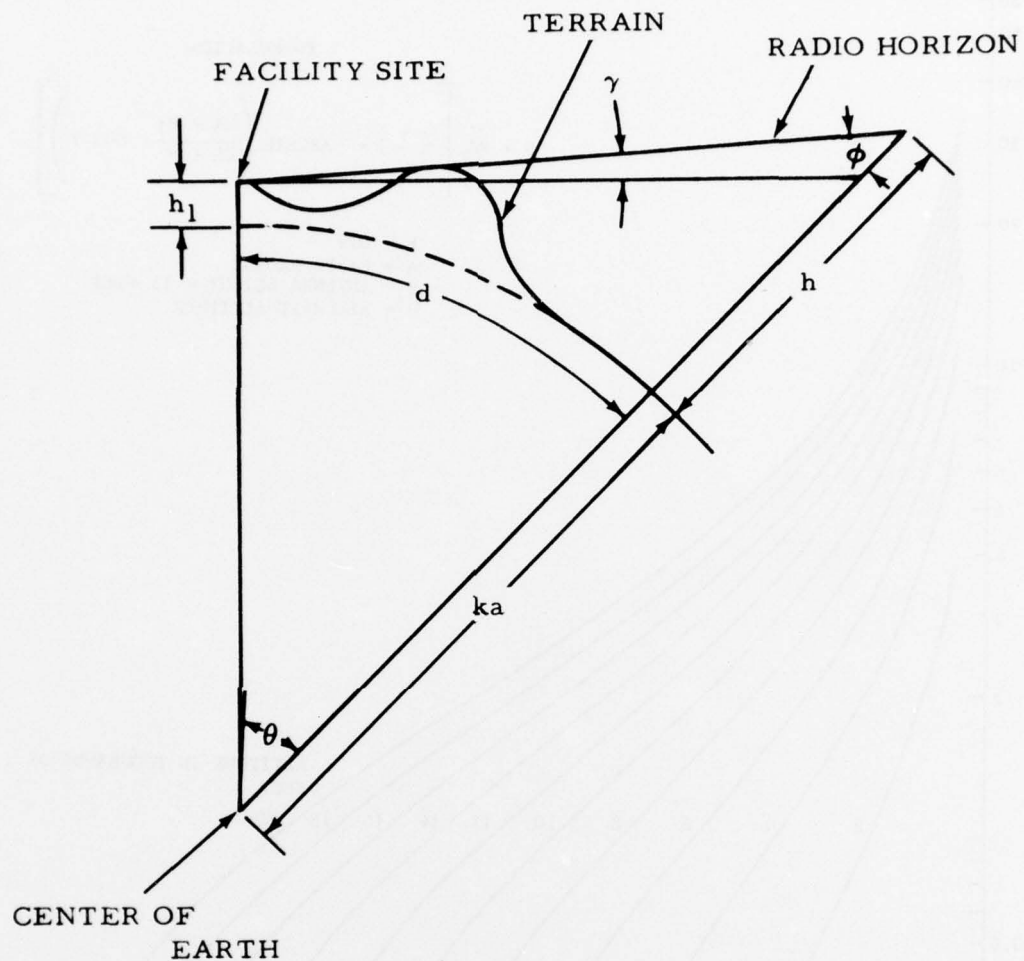 TERRAIN
RADIO HORIZON
FACILITY SITE
γ
ϕ
h1
h
d
ka
θ
CENTER OF
EARTH